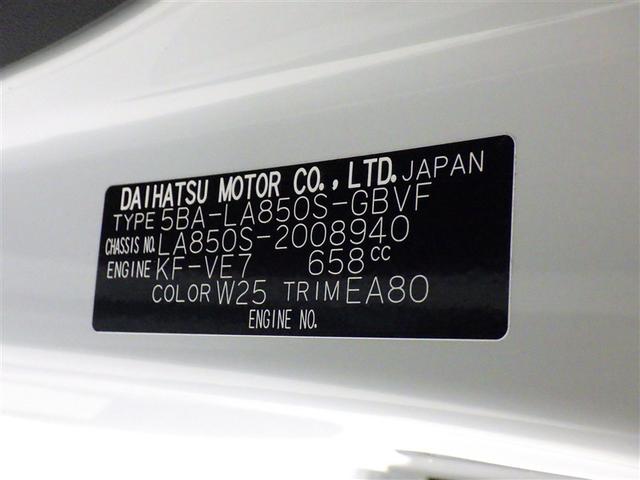 DAIHATSU MOTOR CO., LTD. JAPAN
TYPE 5BA-LA850S-GBVF
CHASSIS NO. LA850S-2008940
ENGINE KF-VE7 658cc
COLOR W25 TRIM EA80
ENGINE NO.